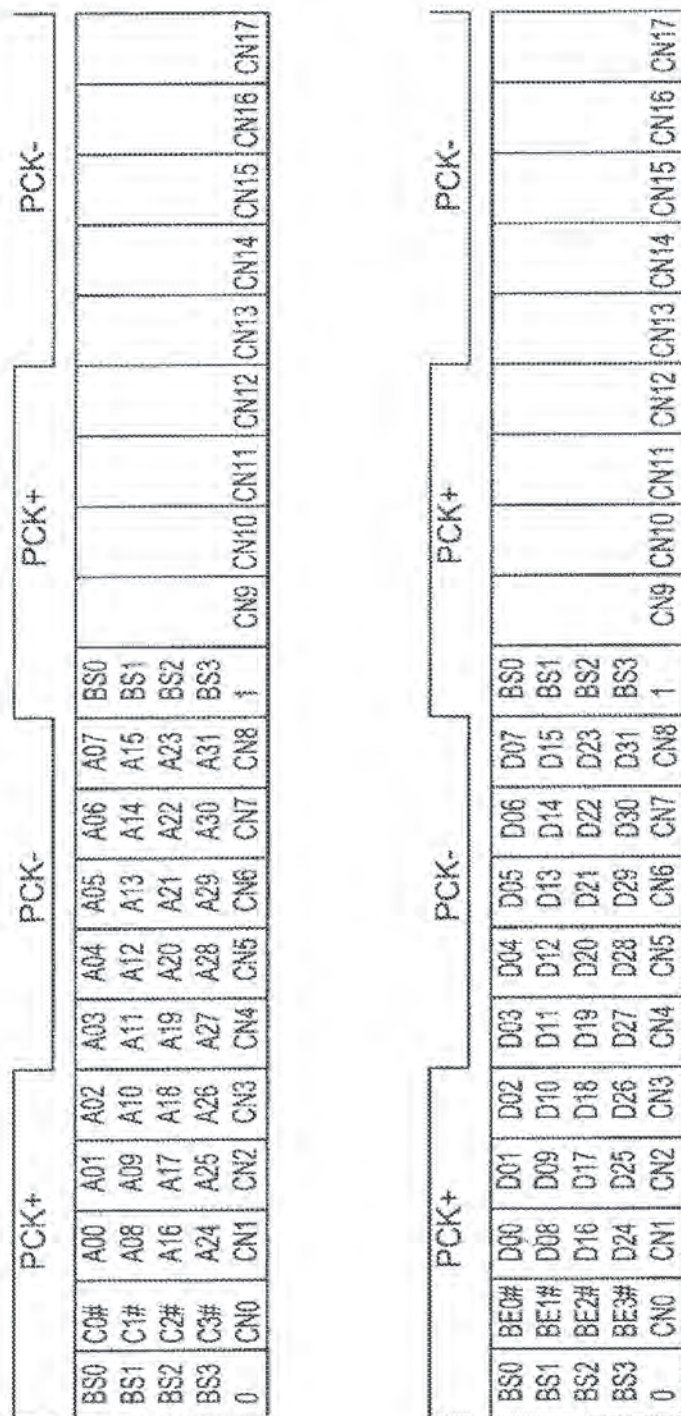 PCK+ PCK- PCK+ PCK-
BS0 C0# A00 A01 A02 A03 A04 A05 A06 A07 BS0
BS1 C1# A08 A09 A10 A11 A12 A13 A14 A15 BS1
BS2 C2# A16 A17 A18 A19 A20 A21 A22 A23 BS2
BS3 C3# A24 A25 A26 A27 A28 A29 A30 A31 BS3
0 CN0 CN1 CN2 CN3 CN4 CN5 CN6 CN7 CN8 1 CN9 CN10 CN11 CN12 CN13 CN14 CN15 CN16 CN17
PCK+ PCK- PCK+ PCK-
BS0 BE0# D00 D01 D02 D03 D04 D05 D06 D07 BS0
BS1 BE1# D08 D09 D10 D11 D12 D13 D14 D15 BS1
BS2 BE2# D16 D17 D18 D19 D20 D21 D22 D23 BS2
BS3 BE3# D24 D25 D26 D27 D28 D29 D30 D31 BS3
0 CN0 CN1 CN2 CN3 CN4 CN5 CN6 CN7 CN8 1 CN9 CN10 CN11 CN12 CN13 CN14 CN15 CN16 CN17